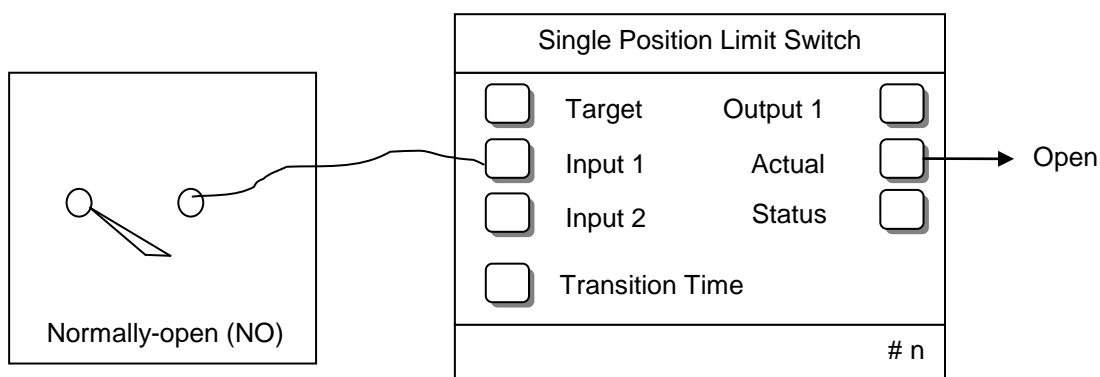 Single Position Limit Switch
Target Output 1
Input 1 Actual Open
Input 2 Status
Transition Time
Normally-open (NO)
# n